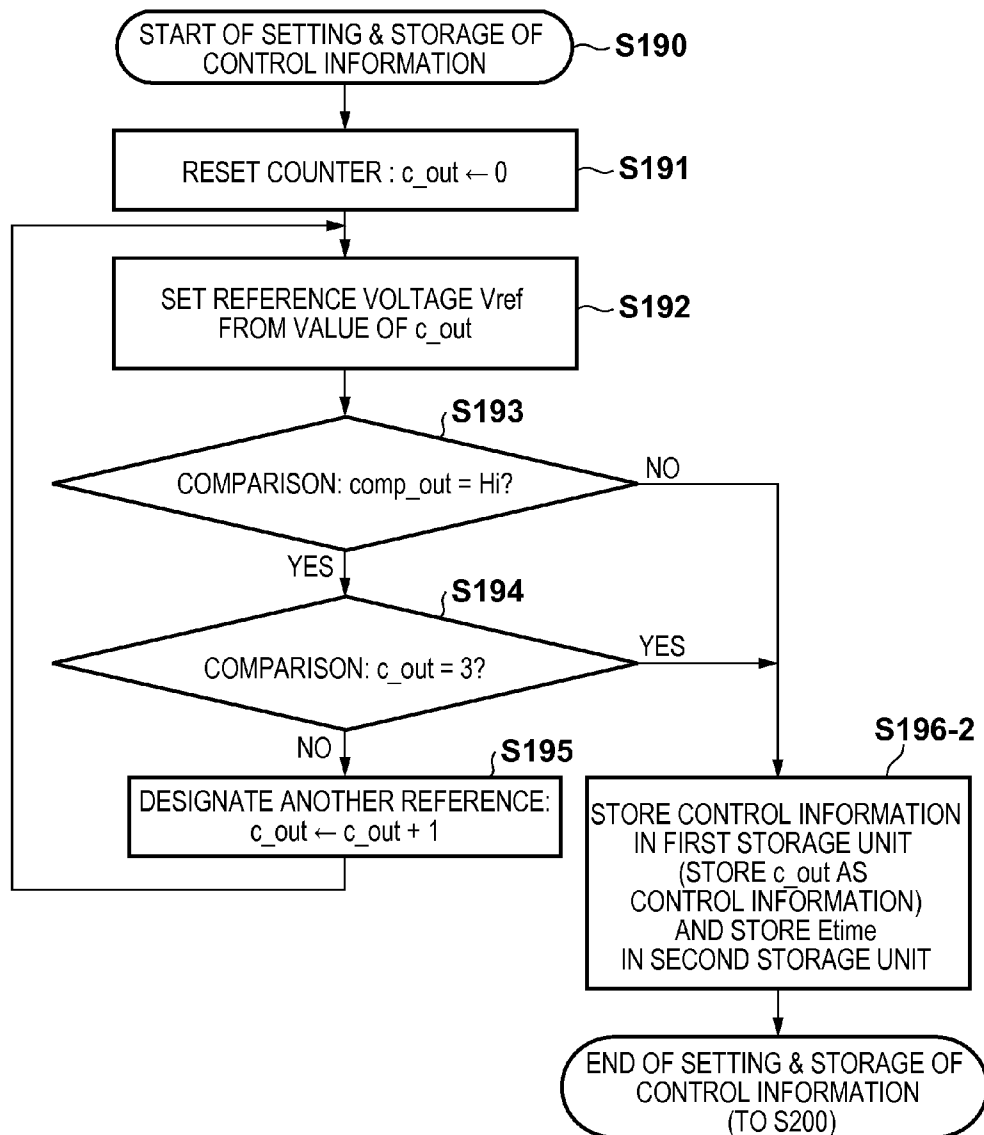 START OF SETTING & STORAGE OF
CONTROL INFORMATION
S190
RESET COUNTER : c_out ← 0
S191
SET REFERENCE VOLTAGE Vref
FROM VALUE OF c_out
S192
S193
COMPARISON: comp_out = Hi?
NO
YES
S194
COMPARISON: c_out = 3?
YES
NO
S195
DESIGNATE ANOTHER REFERENCE:
c_out ← c_out + 1
S196-2
STORE CONTROL INFORMATION
IN FIRST STORAGE UNIT
(STORE c_out AS
CONTROL INFORMATION)
AND STORE Etime
IN SECOND STORAGE UNIT
END OF SETTING & STORAGE OF
CONTROL INFORMATION
(TO S200)